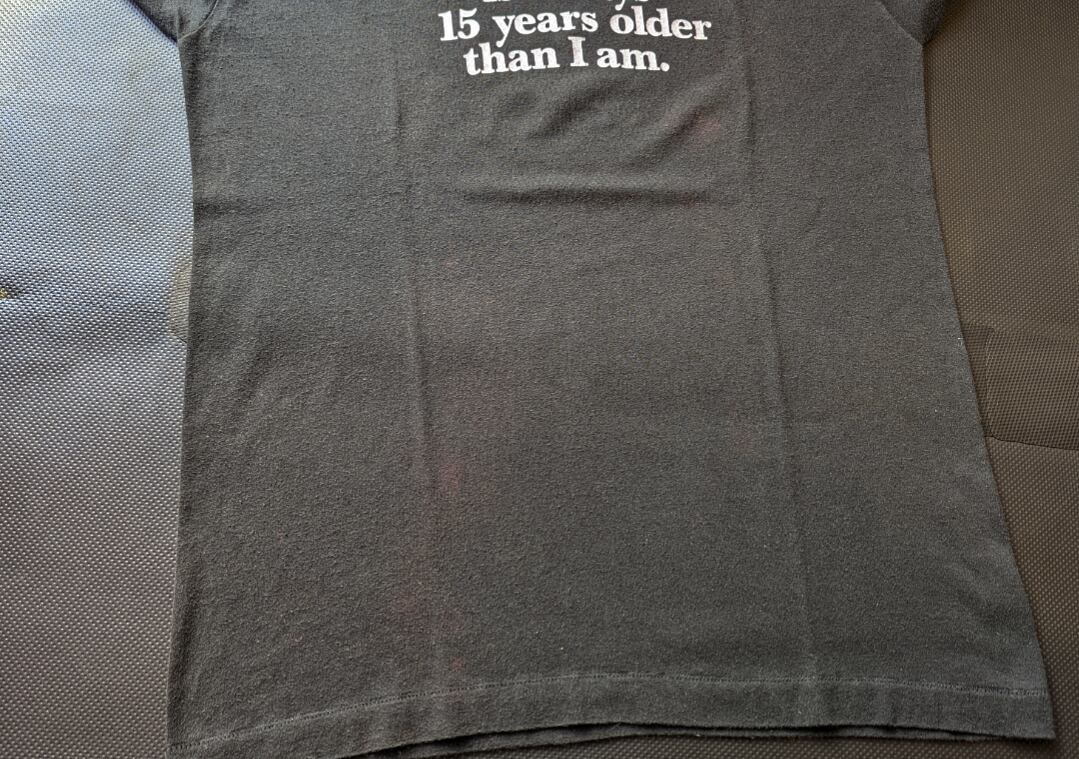 15 years older
than I am.